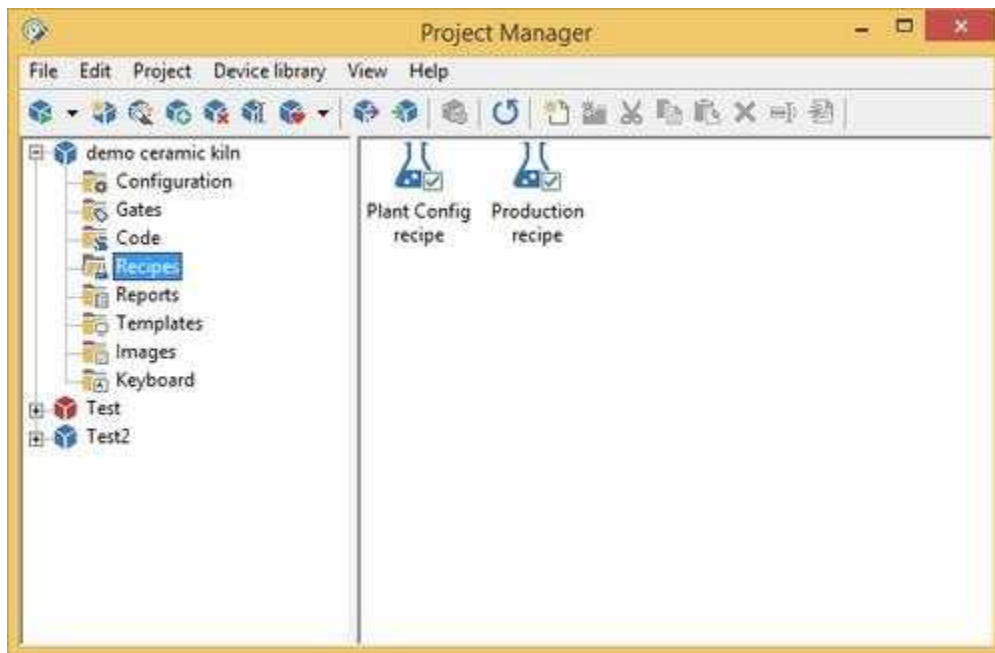 Project Manager
File Edit Project Device library View Help
demo ceramic kiln
Configuration
Gates
Code
Recipes
Reports
Templates
Images
Keyboard
Test
Test2
Plant Config Production
recipe recipe